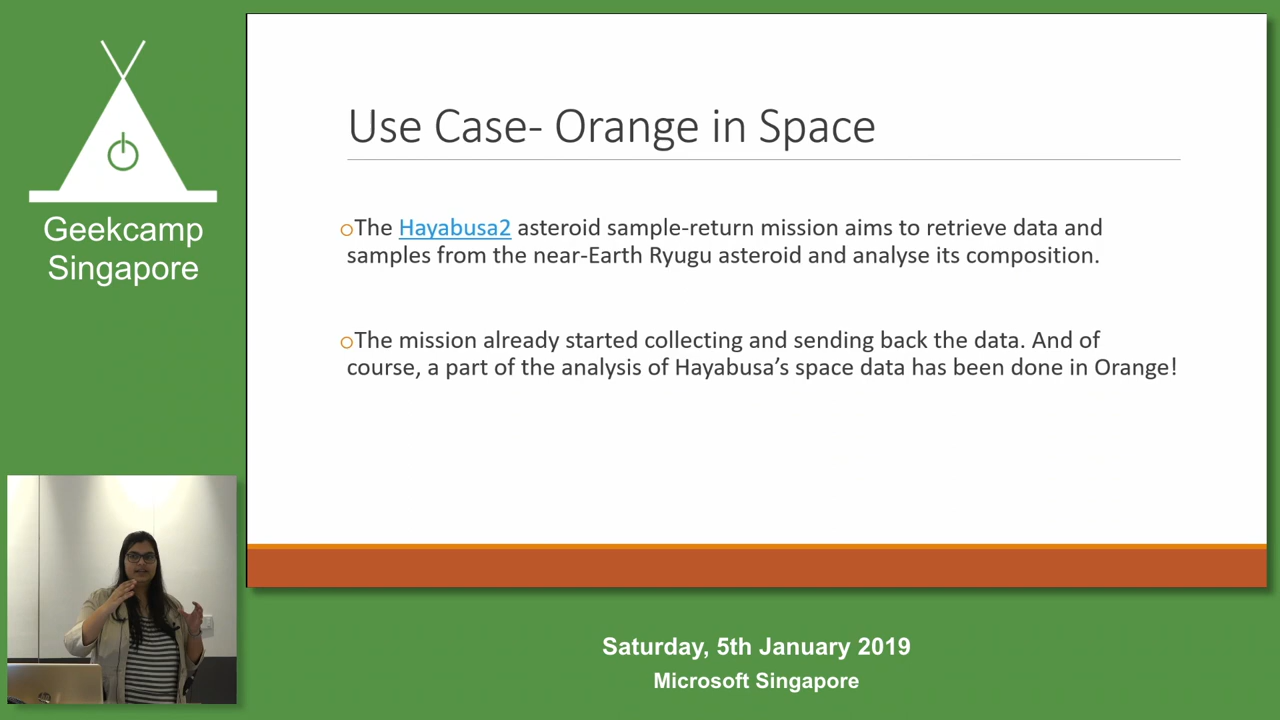 Geekcamp
Singapore
Use Case- Orange in Space
oThe Hayabusa2 asteroid sample-return mission aims to retrieve data and
samples from the near-Earth Ryugu asteroid and analyse its composition.
oThe mission already started collecting and sending back the data. And of
course, a part of the analysis of Hayabusa’s space data has been done in Orange!
Saturday, 5th January 2019
Microsoft Singapore